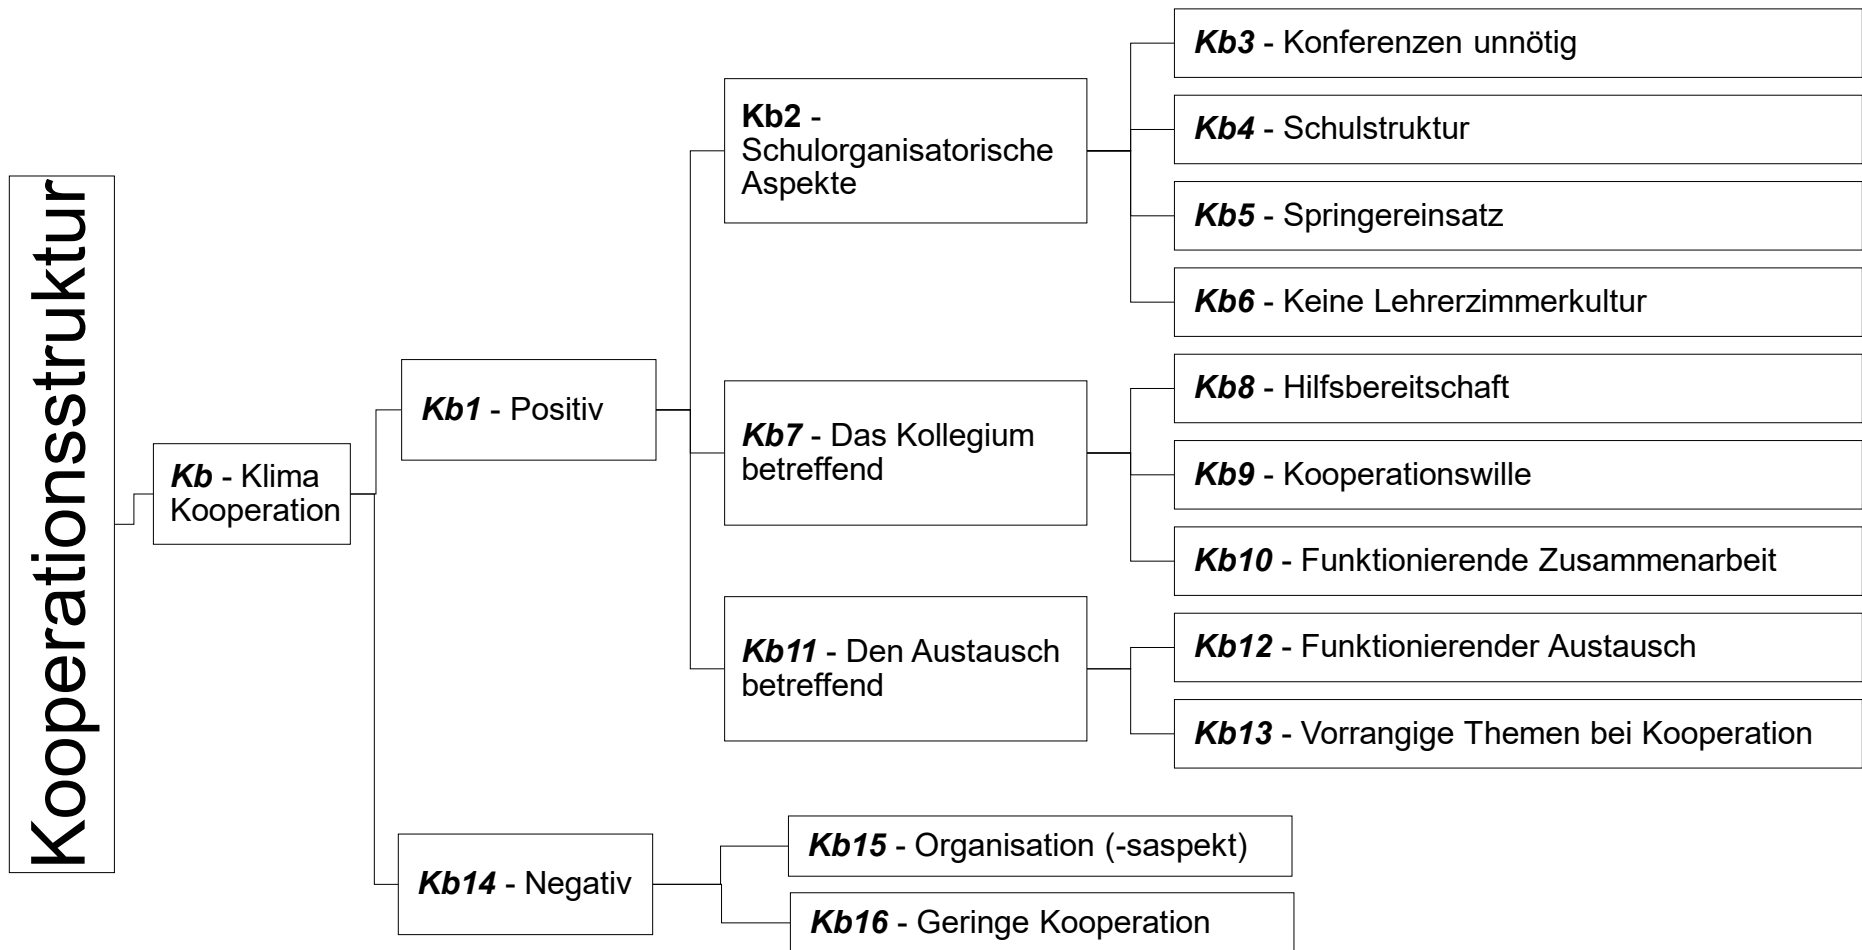 Kooperationsstruktur
Kb - Klima
Kooperation
Kb1 - Positiv
Kb2 -
Schulorganisatorische
Aspekte
Kb3 - Konferenzen unnötig
Kb4 - Schulstruktur
Kb5 - Springereinsatz
Kb6 - Keine Lehrerzimmerkultur
Kb7 - Das Kollegium
betreffend
Kb8 - Hilfsbereitschaft
Kb9 - Kooperationswille
Kb10 - Funktionierende Zusammenarbeit
Kb11 - Den Austausch
betreffend
Kb12 - Funktionierender Austausch
Kb13 - Vorrangige Themen bei Kooperation
Kb14 - Negativ
Kb15 - Organisation (-saspekt)
Kb16 - Geringe Kooperation